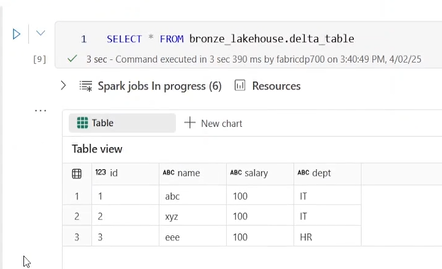 1 SELECT * FROM bronze_lakehouse.delta_table
[9] 3 sec - Command executed in 3 sec 390 ms by fabricdp700 on 3:40:49 PM, 4/02/25
Spark jobs In progress (6) Resources
...
Table + New chart
Table view
123 id ABC name ABC salary ABC dept
1 1 abc 100 IT
2 2 xyz 100 IT
3 3 eee 100 HR